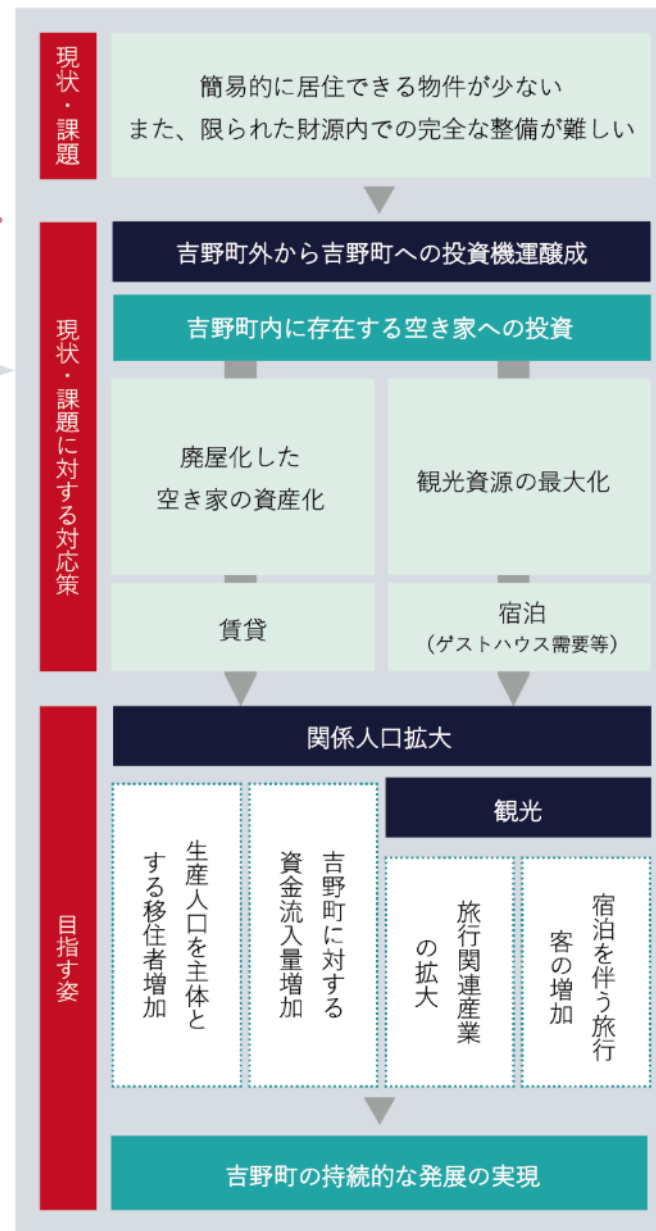 現状・課題
簡易的に居住できる物件が少ない
また、限られた財源内での完全な整備が難しい
現状・課題に対する対応策
吉野町外から吉野町への投資機運醸成
吉野町内に存在する空き家への投資
廃屋化した
空き家の資産化
観光資源の最大化
賃貸
宿泊
（ゲストハウス需要等）
目指す姿
関係人口拡大
観光
生産人口を主体と
する移住者増加
吉野町に対する
資金流入量増加
旅行関連産業
の拡大
宿泊を伴う旅行
客の増加
吉野町の持続的な発展の実現